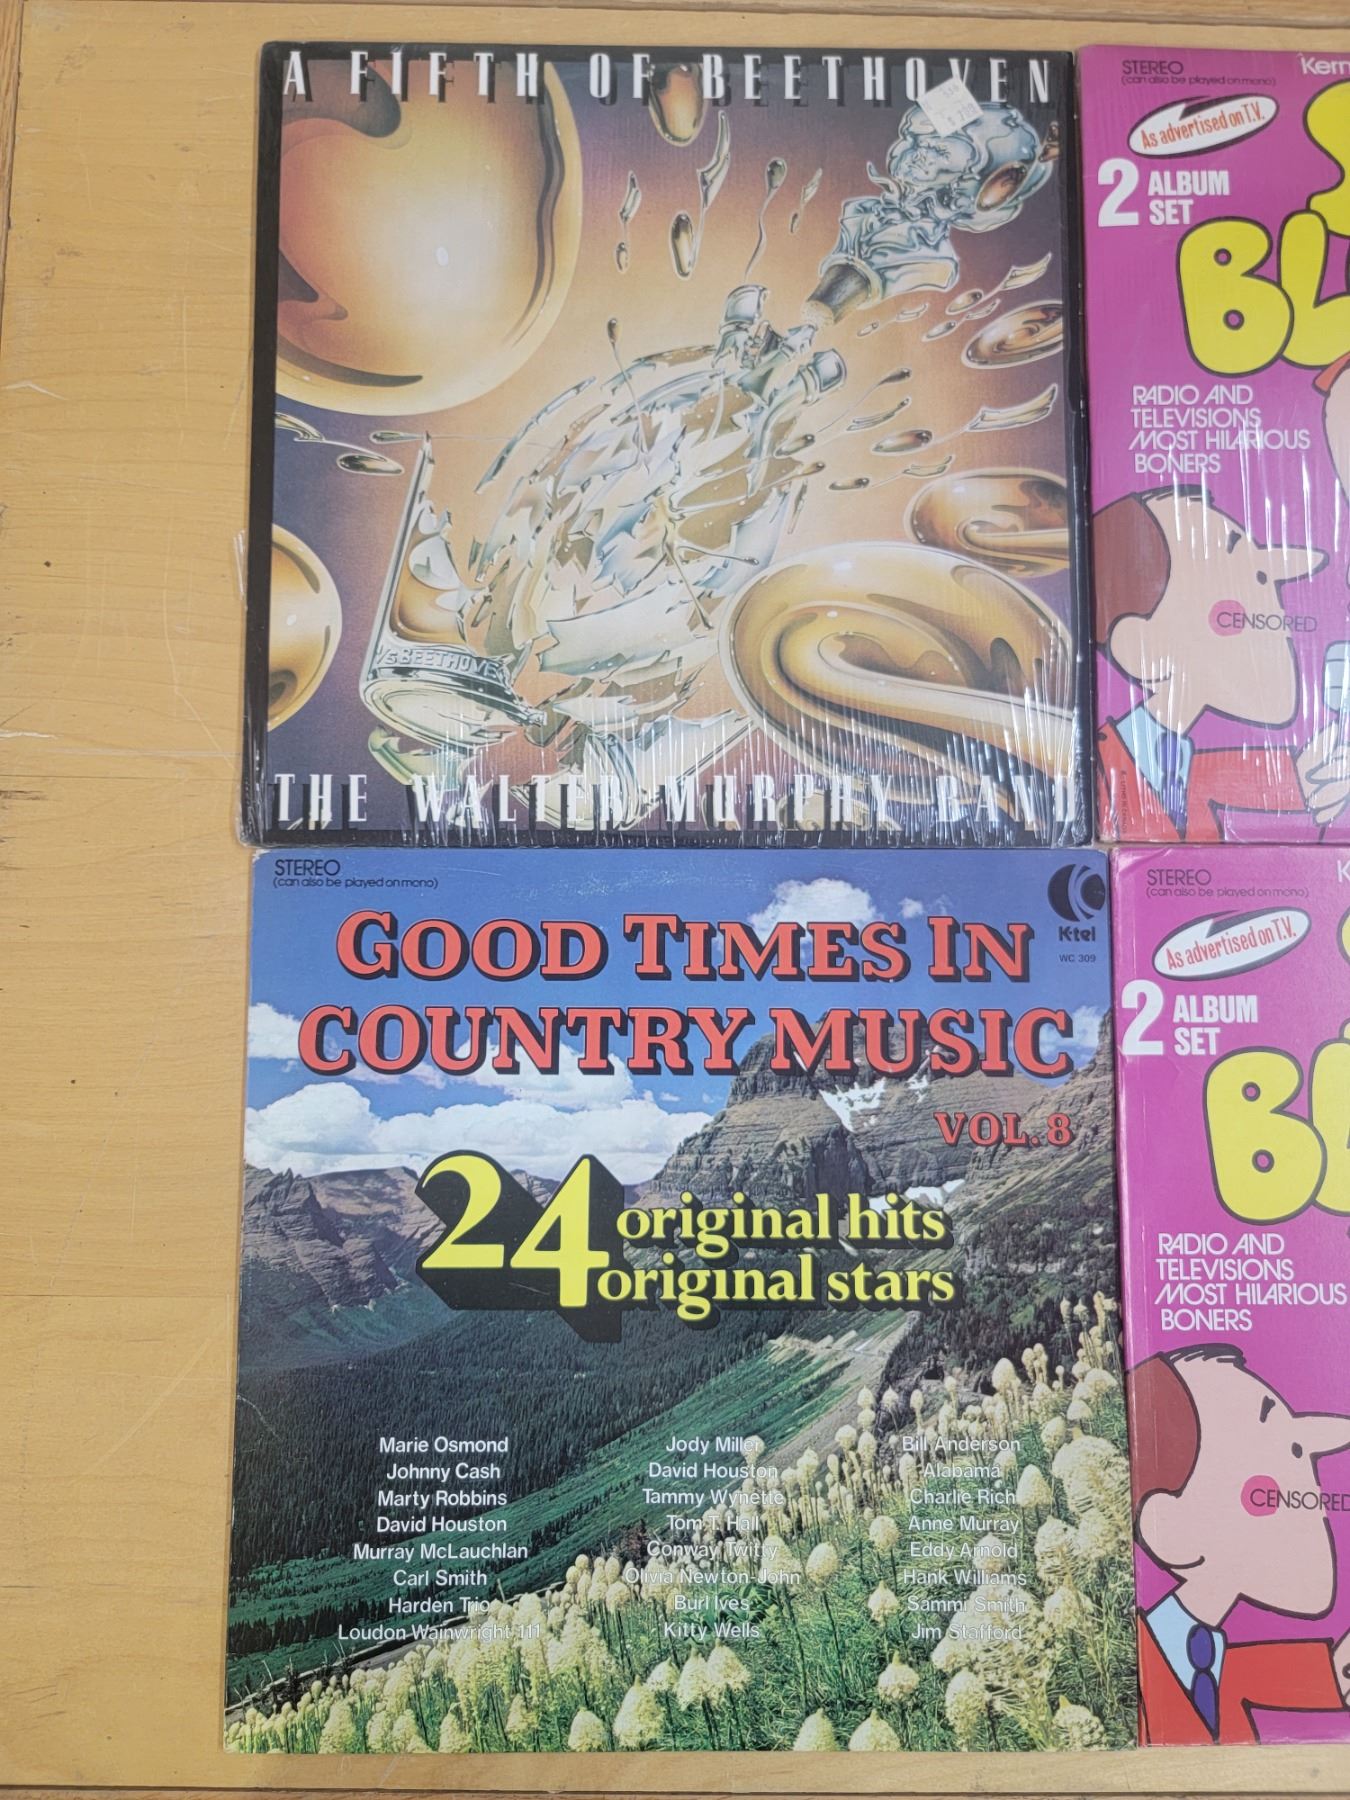 A FIFTH OF BEETHOVEN
VS BEETHOVEN
THE WALTER MURPHY BAND
STEREO
(can also be played on mono)
As advertised on T.V.
2 ALBUM
SET
RADIO AND
TELEVISIONS
MOST HILARIOUS
BONERS
CENSORED
STEREO
(can also be played on mono)
K-tel
WC 309
GOOD TIMES IN
COUNTRY MUSIC
VOL. 8
24 original hits
original stars
Marie Osmond
Johnny Cash
Marty Robbins
David Houston
Murray McLauchlan
Carl Smith
Harden Trio
Loudon Wainwright 111
Jody Miller
David Houston
Tammy Wynette
Tom T. Hall
Conway Twitty
Olivia Newton-John
Burl Ives
Kitty Wells
Bill Anderson
Alabama
Charlie Rich
Anne Murray
Eddy Arnold
Hank Williams
Sammi Smith
Jim Stafford
STEREO
(can also be played on mono)
As advertised on T.V.
2 ALBUM
SET
RADIO AND
TELEVISIONS
MOST HILARIOUS
BONERS
CENSORED